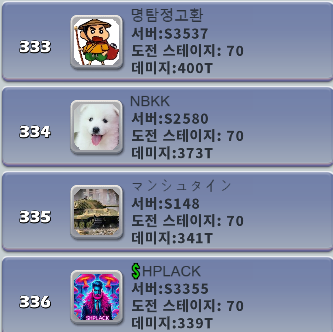 333
명탐정고환
서버:S3537
도전 스테이지: 70
데미지:400T
334
NBKK
서버:S2580
도전 스테이지: 70
데미지:373T
335
マンシュタイン
서버:S148
도전 스테이지: 70
데미지:341T
336
$HPLACK
서버:S3355
도전 스테이지: 70
데미지:339T
SHPLACK